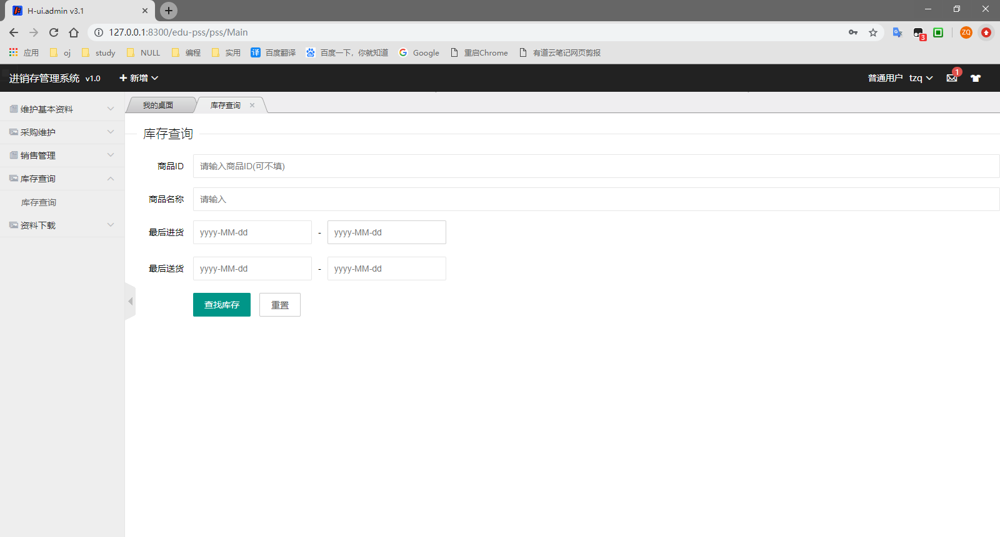 H-ui.admin v3.1
127.0.0.1:8300/edu-pss/pss/Main
ZQ
3
应用 oj study NULL 编程 实用 译 百度翻译 百度一下，你就知道 Google 重启Chrome 有道云笔记网页剪报
进销存管理系统 v1.0 新增 普通用户 tzq 1
维护基本资料
采购维护
销售管理
库存查询
库存查询
资料下载
我的桌面 库存查询
库存查询
商品ID 请输入商品ID(可不填)
商品名称 请输入
最后进货 yyyy-MM-dd - yyyy-MM-dd
最后送货 yyyy-MM-dd - yyyy-MM-dd
查找库存 重置